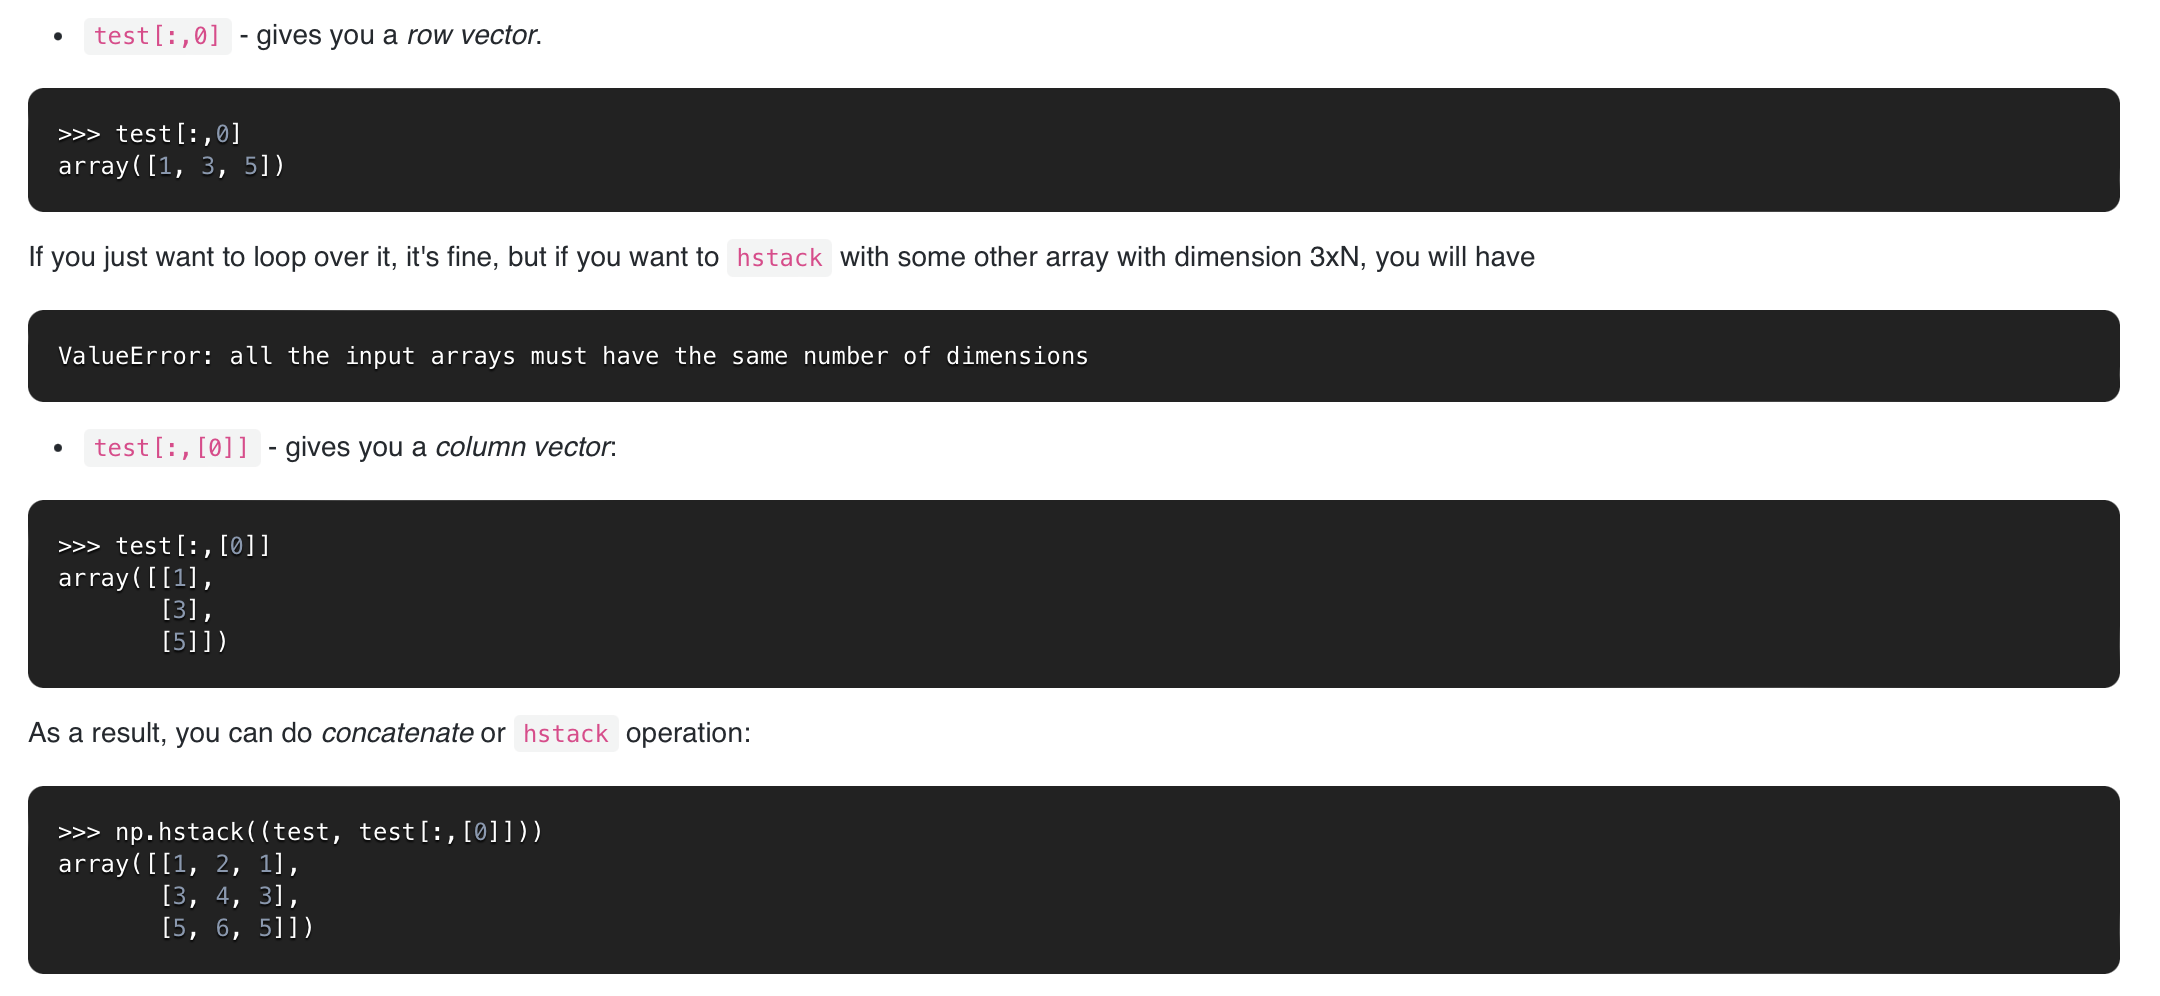 • test[:,0] - gives you a row vector.
>>> test[:,0]
array([1, 3, 5])
If you just want to loop over it, it's fine, but if you want to hstack with some other array with dimension 3xN, you will have
ValueError: all the input arrays must have the same number of dimensions
• test[:,[0]] - gives you a column vector:
>>> test[:,[0]]
array([[1],
       [3],
       [5]])
As a result, you can do concatenate or hstack operation:
>>> np.hstack((test, test[:,[0]]))
array([[1, 2, 1],
       [3, 4, 3],
       [5, 6, 5]])